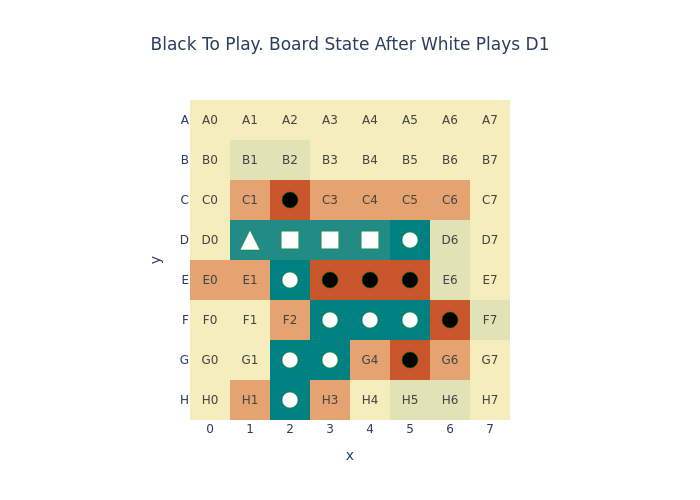 Black To Play. Board State After White Plays D1
A A0 A1 A2 A3 A4 A5 A6 A7
B B0 B1 B2 B3 B4 B5 B6 B7
C C0 C1 C3 C4 C5 C6 C7
D D0 D6 D7
y
E E0 E1 E6 E7
F F0 F1 F2 F7
G G0 G1 G4 G6 G7
H H0 H1 H3 H4 H5 H6 H7
0 1 2 3 4 5 6 7
x